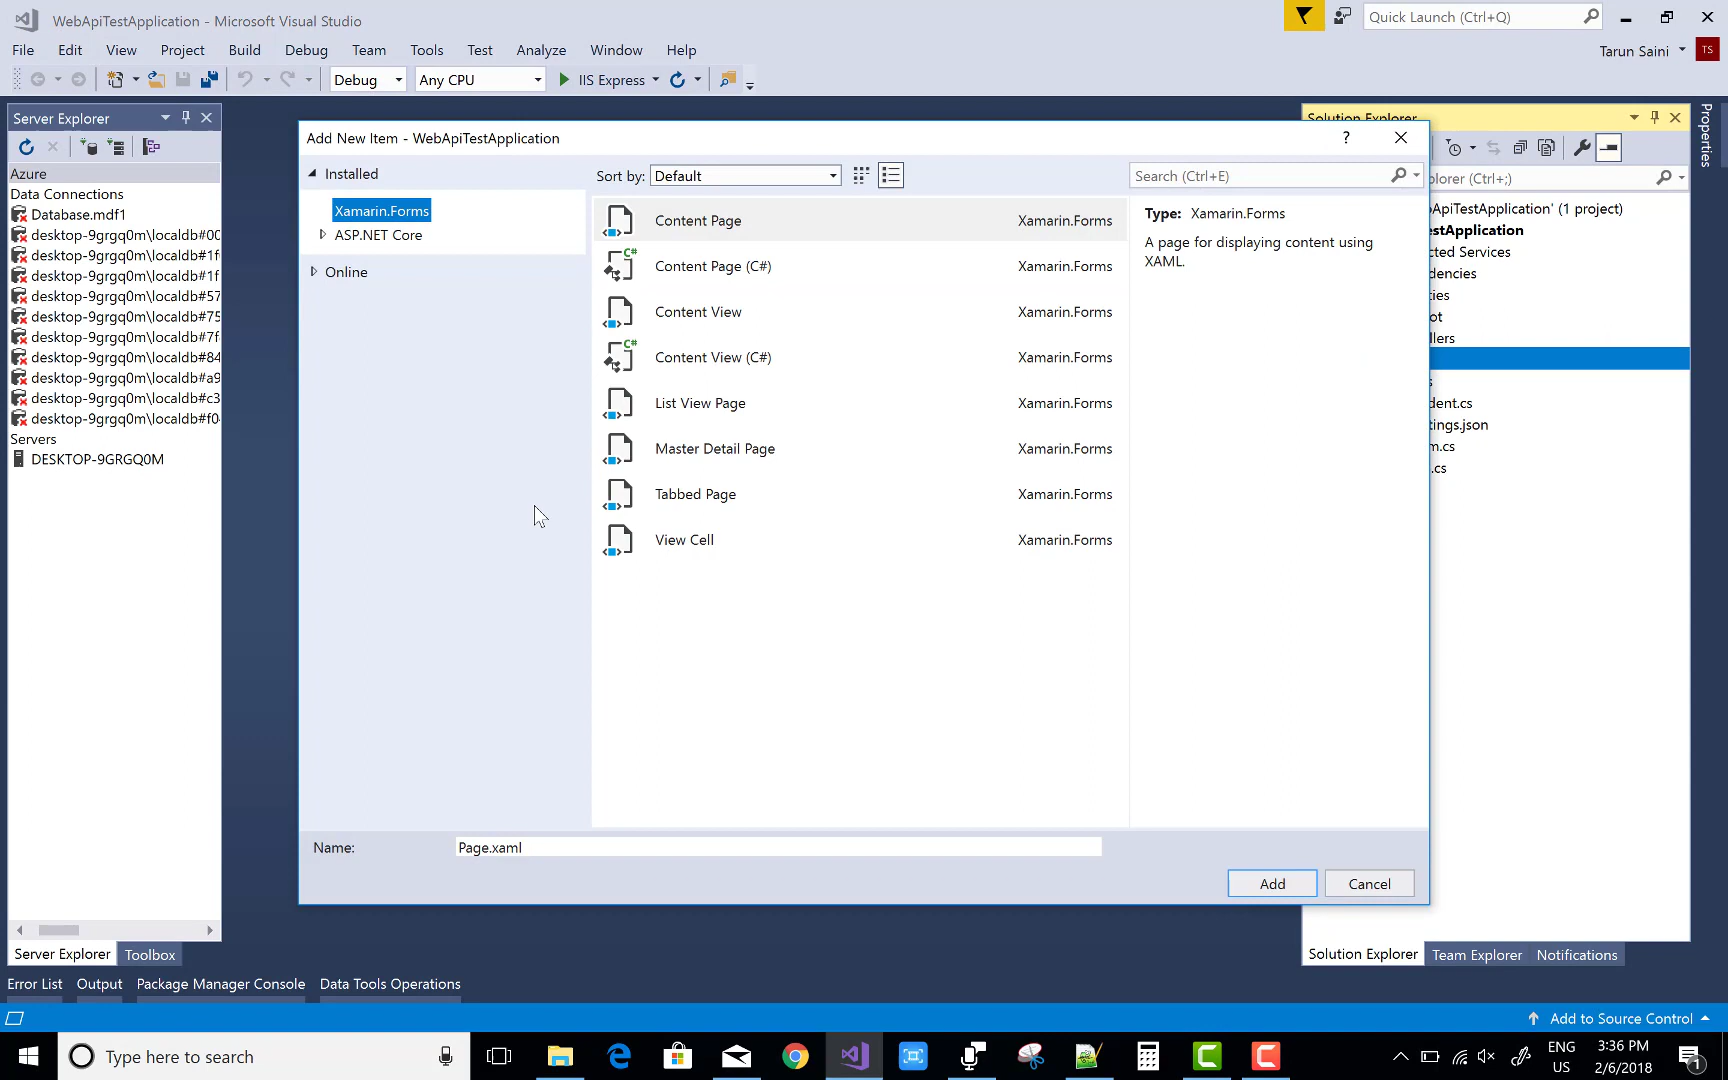 WebApiTestApplication - Microsoft Visual Studio
Quick Launch (Ctrl+Q)
File Edit View Project Build Debug Team Tools Test Analyze Window Help
Tarun Saini TS
Debug Any CPU IIS Express
Server Explorer
Azure
Data Connections
Database.mdf1
desktop-9grgq0m\localdb#00
desktop-9grgq0m\localdb#1f
desktop-9grgq0m\localdb#1f
desktop-9grgq0m\localdb#57
desktop-9grgq0m\localdb#75
desktop-9grgq0m\localdb#7f
desktop-9grgq0m\localdb#84
desktop-9grgq0m\localdb#a9
desktop-9grgq0m\localdb#c3
desktop-9grgq0m\localdb#f0
Servers
DESKTOP-9GRGQ0M
Server Explorer Toolbox
Add New Item - WebApiTestApplication
?
Installed
Xamarin.Forms
ASP.NET Core
Online
Sort by: Default
Search (Ctrl+E)
Content Page Xamarin.Forms
Content Page (C#) Xamarin.Forms
Content View Xamarin.Forms
Content View (C#) Xamarin.Forms
List View Page Xamarin.Forms
Master Detail Page Xamarin.Forms
Tabbed Page Xamarin.Forms
View Cell Xamarin.Forms
Type: Xamarin.Forms
A page for displaying content using
XAML.
Name: Page.xaml
Add Cancel
Solution Explorer
Properties
lorer (Ctrl+;)
ApiTestApplication' (1 project)
stApplication
cted Services
dencies
ties
ot
llers
s
dent.cs
tings.json
m.cs
.cs
Solution Explorer Team Explorer Notifications
Error List Output Package Manager Console Data Tools Operations
Add to Source Control
Type here to search
ENG
US
3:36 PM
2/6/2018
1